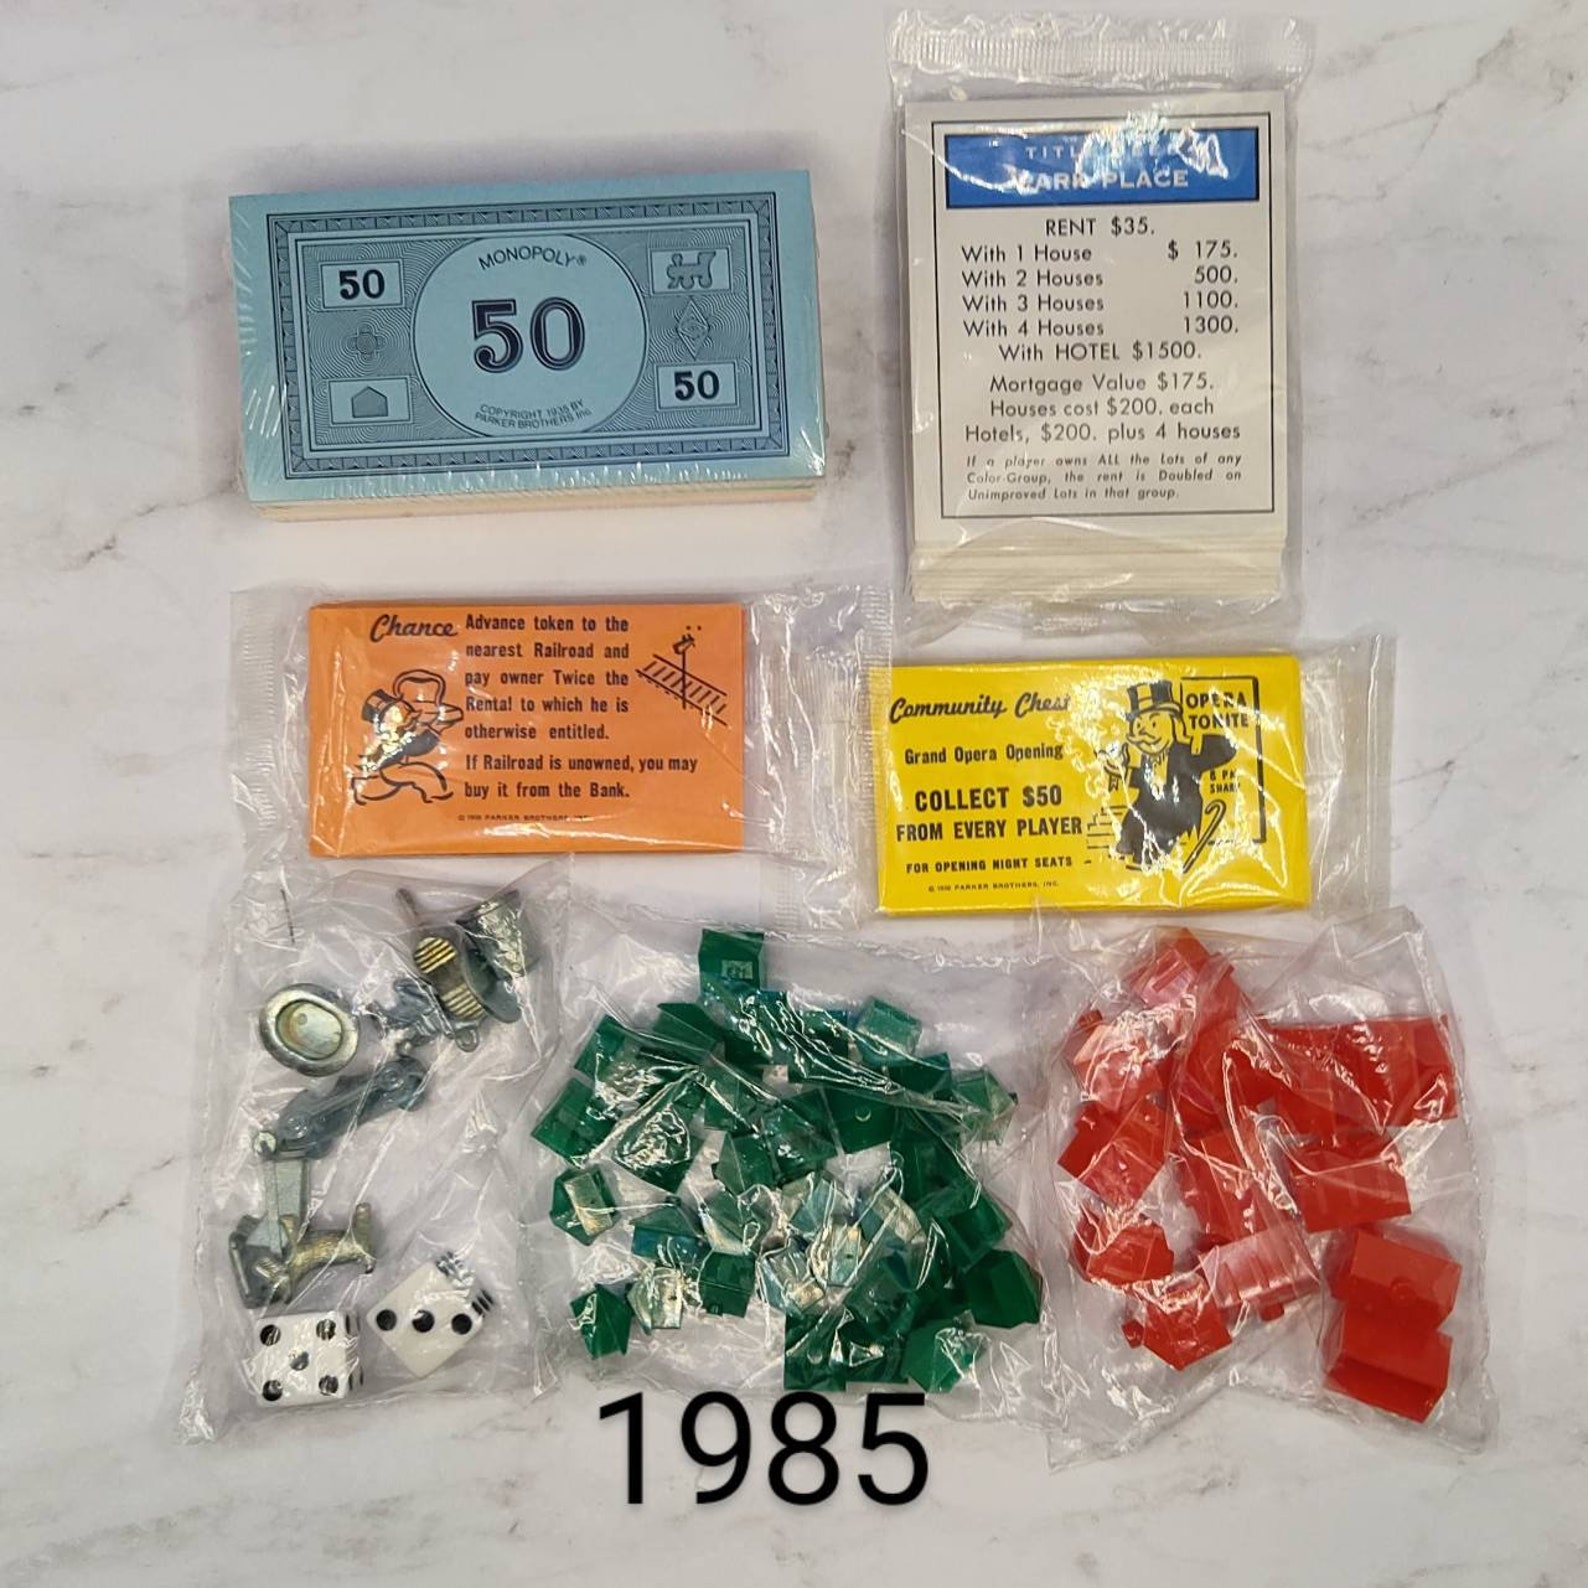 MONOPOLY®
50
50
50
COPYRIGHT 1935 BY
PARKER BROTHERS Inc.
PARK PLACE
RENT $35.
With 1 House $ 175.
With 2 Houses 500.
With 3 Houses 1100.
With 4 Houses 1300.
With HOTEL $1500.
Mortgage Value $175.
Houses cost $200. each
Hotels, $200. plus 4 houses
If a player owns ALL the Lots of any
Color-Group, the rent is Doubled on
Unimproved Lots in that group.
Chance
Advance token to the
nearest Railroad and
pay owner Twice the
Rental to which he is
otherwise entitled.
If Railroad is unowned, you may
buy it from the Bank.
PARKER BROTHERS, INC.
Community Chest
Grand Opera Opening
COLLECT $50
FROM EVERY PLAYER
FOR OPENING NIGHT SEATS
PARKER BROTHERS, INC.
OPERA
TONITE
1985